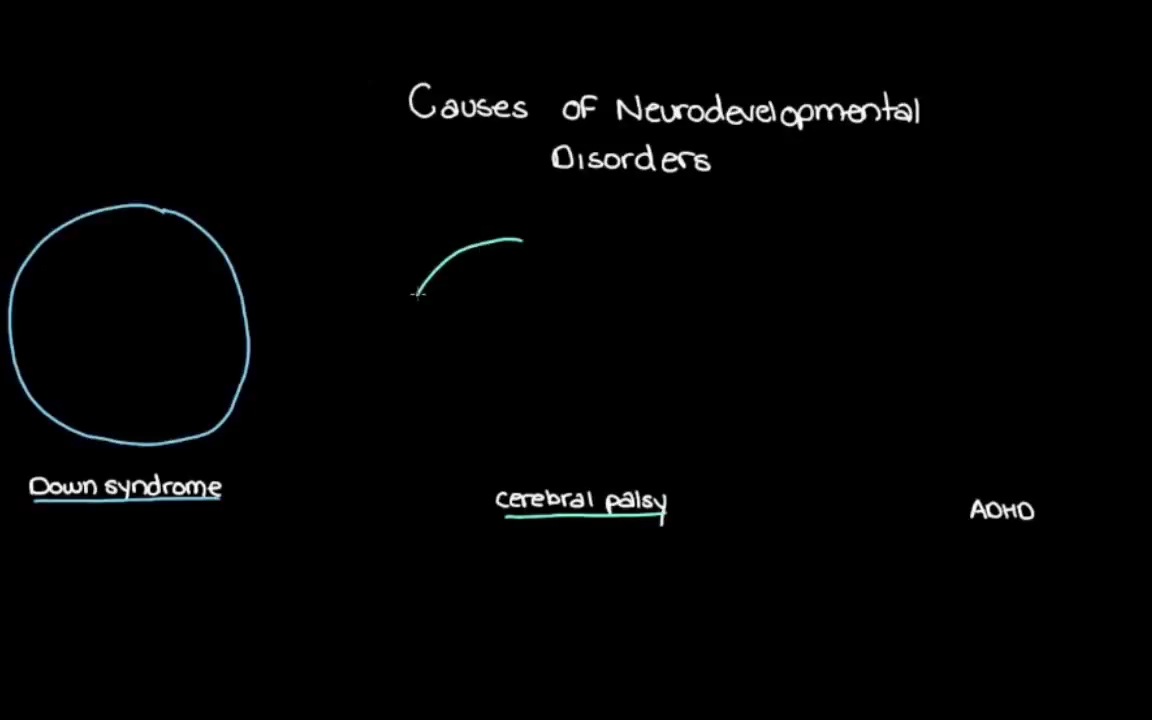 Causes of Neurodevelopmental
Disorders
Down syndrome
cerebral palsy
ADHD